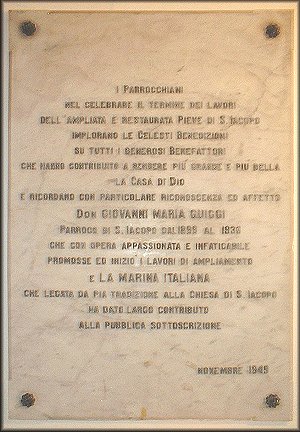 I PARROCCHIANI
NEL CELEBRARE IL TERMINE DEI LAVORI
DELL'AMPLIATA E RESTAURATA PIEVE DI S. IACOPO
IMPLORANO LE CELESTI BENEDIZIONI
SU TUTTI I GENEROSI BENEFATTORI
CHE HANNO CONTRIBUITO A RENDERE PIÙ GRANDE E PIÙ BELLA
LA CASA DI DIO
E RICORDANO CON PARTICOLARE RICONOSCENZA ED AFFETTO
DON GIOVANNI MARIA GUIGGI
PARROCO DI S. IACOPO DAL 1899 AL 1936
CHE CON OPERA APPASSIONATA E INFATICABILE
PROMOSSE ED INIZIÒ I LAVORI DI AMPLIAMENTO
E LA MARINA ITALIANA
CHE LEGATA DA PIA TRADIZIONE ALLA CHIESA DI S. IACOPO
HA DATO LARGO CONTRIBUTO
ALLA PUBBLICA SOTTOSCRIZIONE
NOVEMBRE 1949